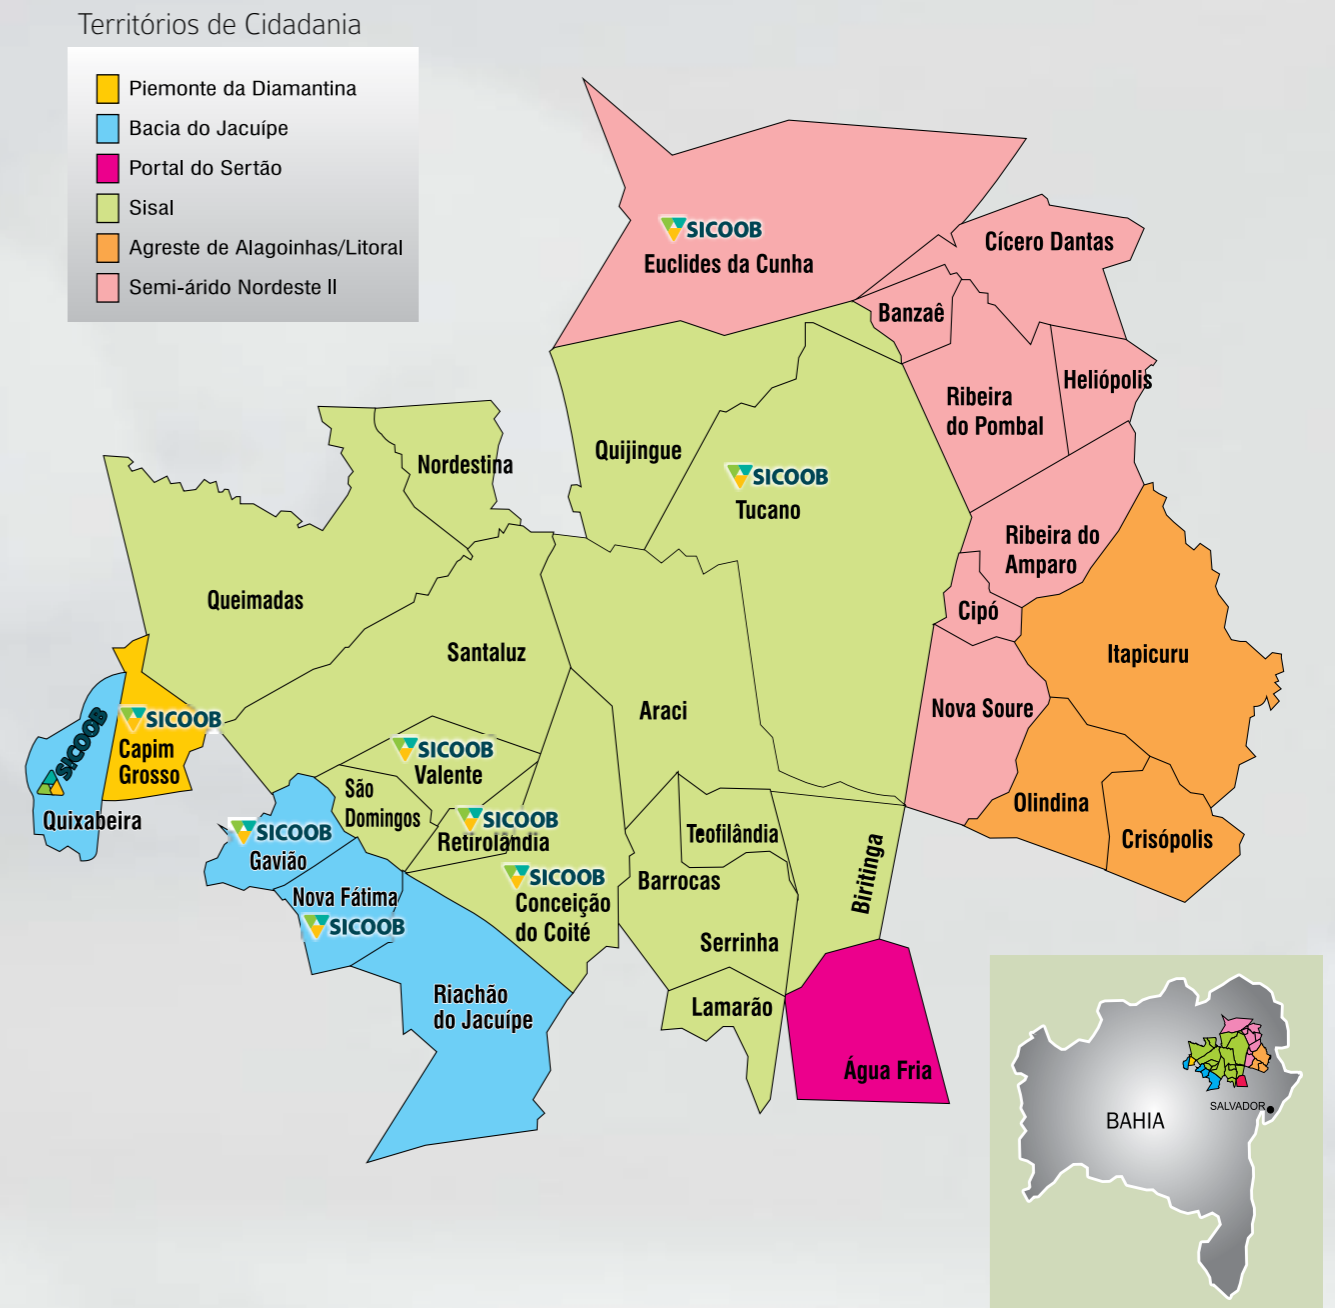 Territórios de Cidadania
Piemonte da Diamantina
Bacia do Jacuípe
Portal do Sertão
Sisal
Agreste de Alagoinhas/Litoral
Semi-árido Nordeste II
SICOOB
Euclides da Cunha
Cícero Dantas
Banzaê
Heliópolis
Ribeira
do Pombal
Quijingue
Nordestina
SICOOB
Tucano
Ribeira do
Amparo
Queimadas
Cipó
Santaluz
Itapicuru
Araci
Nova Soure
SICOOB
Capim
Grosso
SICOOB
Quixabeira
SICOOB
Valente
São
Domingos
SICOOB
Retirolândia
Olindina
Crisópolis
Teofilândia
SICOOB
Gavião
Barrocas
Biritinga
SICOOB
Conceição
do Coité
Nova Fátima
SICOOB
Serrinha
Lamarão
Riachão
do Jacuípe
Água Fria
SALVADOR
BAHIA